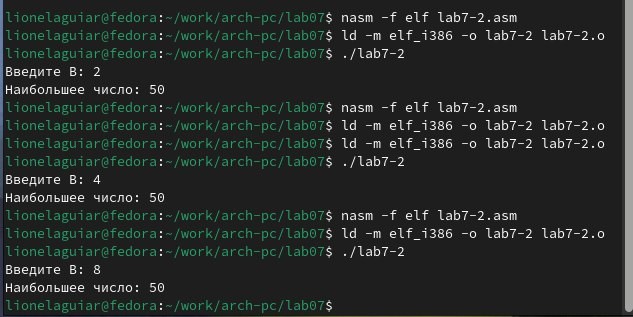 lionelaguiar@fedora:~/work/arch-pc/lab07$ nasm -f elf lab7-2.asm
lionelaguiar@fedora:~/work/arch-pc/lab07$ ld -m elf_i386 -o lab7-2 lab7-2.o
lionelaguiar@fedora:~/work/arch-pc/lab07$ ./lab7-2
Введите B: 2
Наибольшее число: 50
lionelaguiar@fedora:~/work/arch-pc/lab07$ nasm -f elf lab7-2.asm
lionelaguiar@fedora:~/work/arch-pc/lab07$ ld -m elf_i386 -o lab7-2 lab7-2.o
lionelaguiar@fedora:~/work/arch-pc/lab07$ ld -m elf_i386 -o lab7-2 lab7-2.o
lionelaguiar@fedora:~/work/arch-pc/lab07$ ./lab7-2
Введите B: 4
Наибольшее число: 50
lionelaguiar@fedora:~/work/arch-pc/lab07$ nasm -f elf lab7-2.asm
lionelaguiar@fedora:~/work/arch-pc/lab07$ ld -m elf_i386 -o lab7-2 lab7-2.o
lionelaguiar@fedora:~/work/arch-pc/lab07$ ./lab7-2
Введите B: 8
Наибольшее число: 50
lionelaguiar@fedora:~/work/arch-pc/lab07$